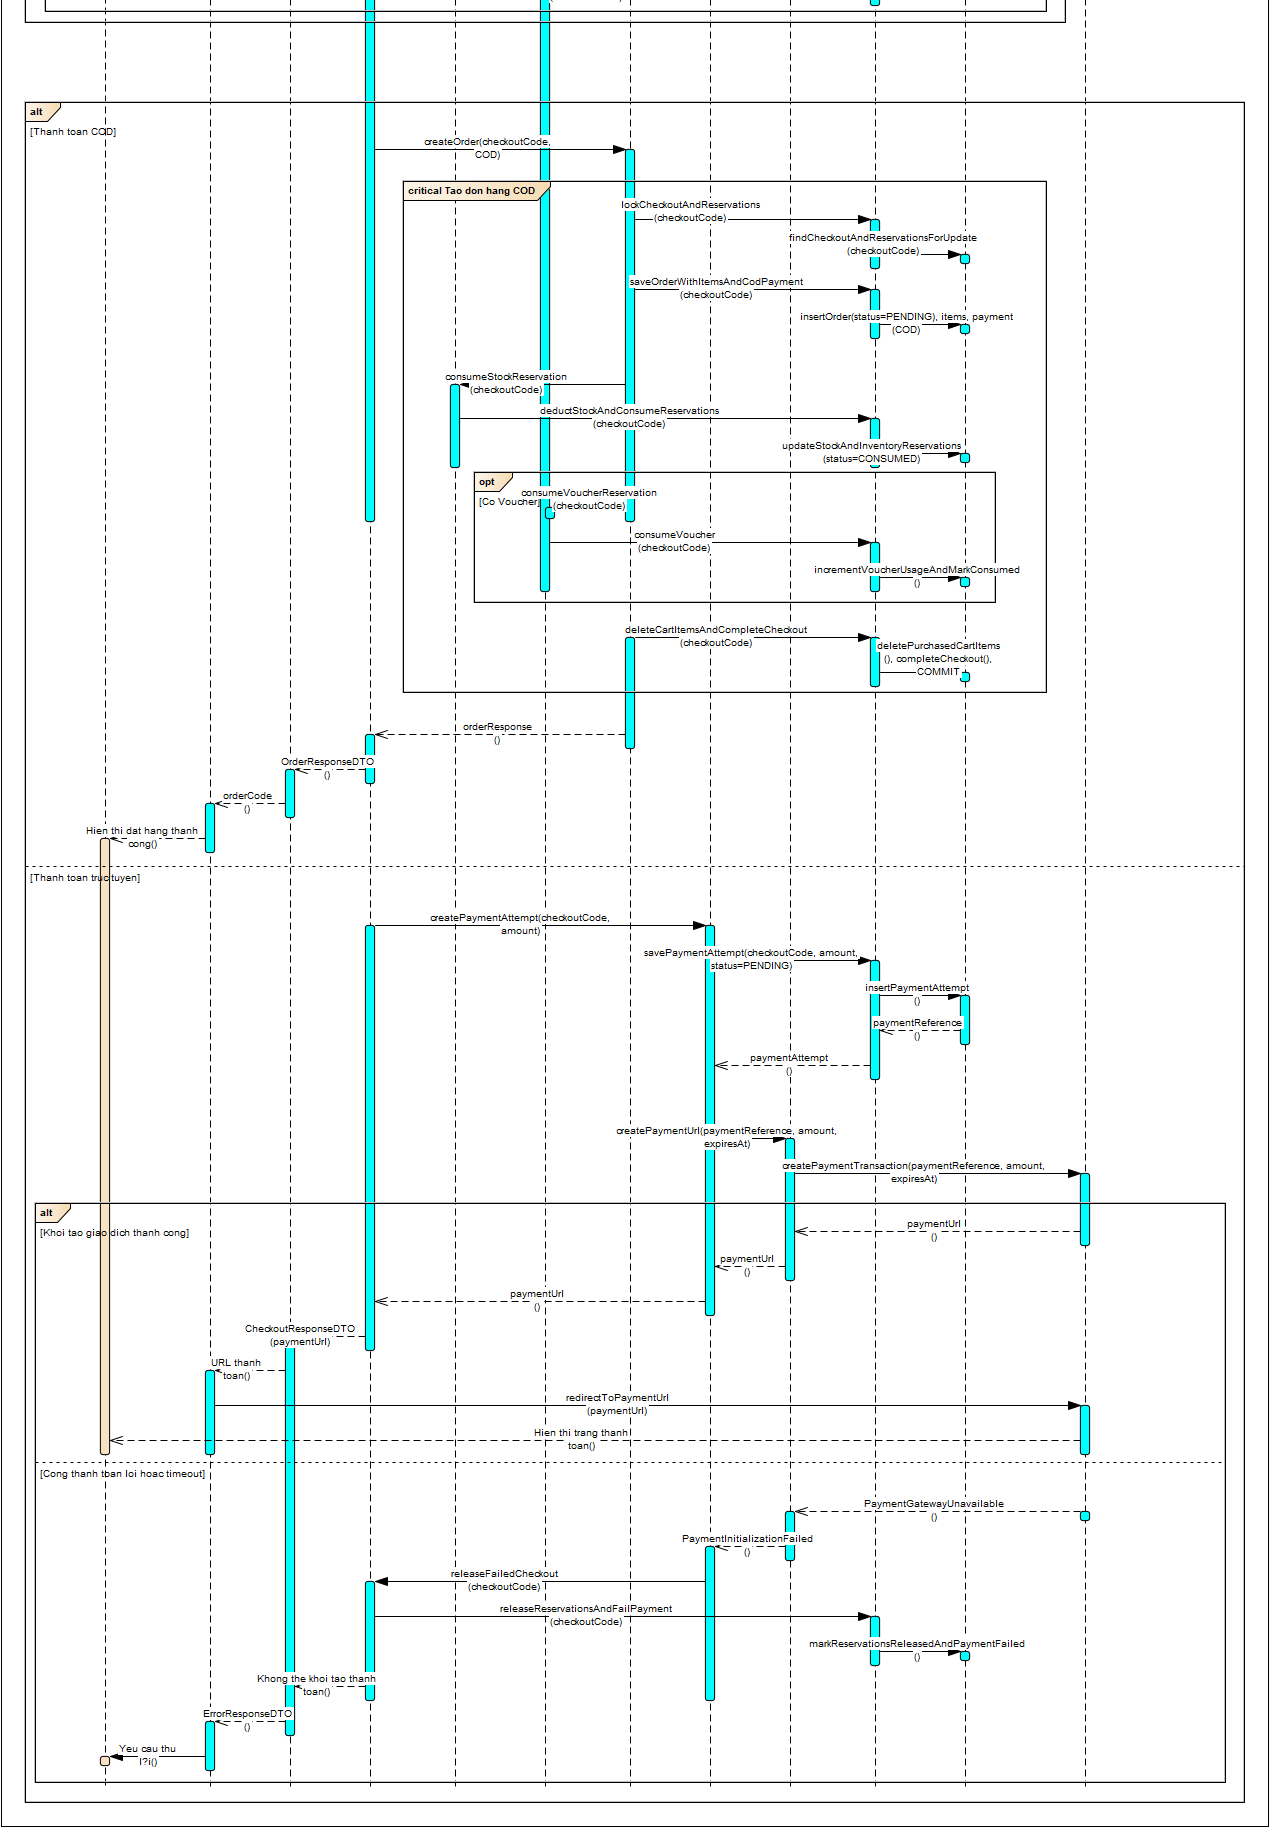 alt
[Thanh toan COD]
createOrder(checkoutCode,
COD)
critical Tao don hang COD
lockCheckoutAndReservations
(checkoutCode)
findCheckoutAndReservationsForUpdate
(checkoutCode)
saveOrderWithItemsAndCodPayment
(checkoutCode)
insertOrder(status=PENDING), items, payment
(COD)
consumeStockReservation
(checkoutCode)
deductStockAndConsumeReservations
(checkoutCode)
updateStockAndInventoryReservations
(status=CONSUMED)
opt
[Co Voucher]
consumeVoucherReservation
(checkoutCode)
consumeVoucher
(checkoutCode)
incrementVoucherUsageAndMarkConsumed
()
deleteCartItemsAndCompleteCheckout
(checkoutCode)
deletePurchasedCartItems
(), completeCheckout(),
COMMIT
orderResponse
()
OrderResponseDTO
()
orderCode
()
Hien thi dat hang thanh
cong()
[Thanh toan truc tuyen]
createPaymentAttempt(checkoutCode,
amount)
savePaymentAttempt(checkoutCode, amount,
status=PENDING)
insertPaymentAttempt
()
paymentReference
()
paymentAttempt
()
createPaymentUrl(paymentReference, amount,
expiresAt)
createPaymentTransaction(paymentReference, amount,
expiresAt)
alt
[Khoi tao giao dich thanh cong]
paymentUrl
()
paymentUrl
()
paymentUrl
()
CheckoutResponseDTO
(paymentUrl)
URL thanh
toan()
redirectToPaymentUrl
(paymentUrl)
Hien thi trang thanh
toan()
[Cong thanh toan loi hoac timeout]
PaymentGatewayUnavailable
()
PaymentInitializationFailed
()
releaseFailedCheckout
(checkoutCode)
releaseReservationsAndFailPayment
(checkoutCode)
markReservationsReleasedAndPaymentFailed
()
Khong the khoi tao thanh
toan()
ErrorResponseDTO
()
Yeu cau thu
l?i()